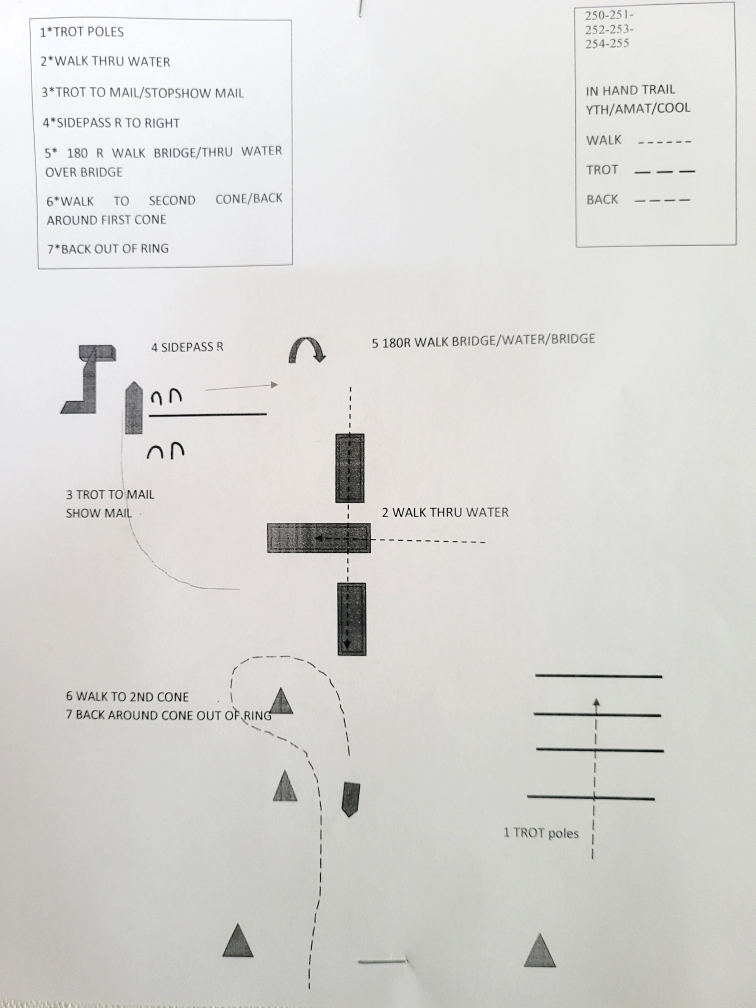 1*TROT POLES
2*WALK THRU WATER
3*TROT TO MAIL/STOPSHOW MAIL
4*SIDEPASS R TO RIGHT
5* 180 R WALK BRIDGE/THRU WATER
OVER BRIDGE
6*WALK TO SECOND CONE/BACK
AROUND FIRST CONE
7*BACK OUT OF RING
250-251-
252-253-
254-255
IN HAND TRAIL
YTH/AMAT/COOL
WALK
TROT
BACK
4 SIDEPASS R
5 180R WALK BRIDGE/WATER/BRIDGE
3 TROT TO MAIL
SHOW MAIL
2 WALK THRU WATER
6 WALK TO 2ND CONE
7 BACK AROUND CONE OUT OF RING
1 TROT poles